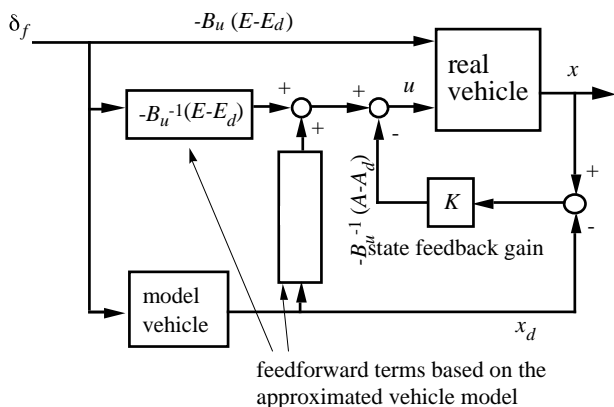 δf
-Bu (E-Ed)
-Bu-1(E-Ed)
+
+
+
-
u
real
vehicle
x
-Bu-1 (A-Ad)
K
+
-
state feedback gain
model
vehicle
xd
feedforward terms based on the
approximated vehicle model